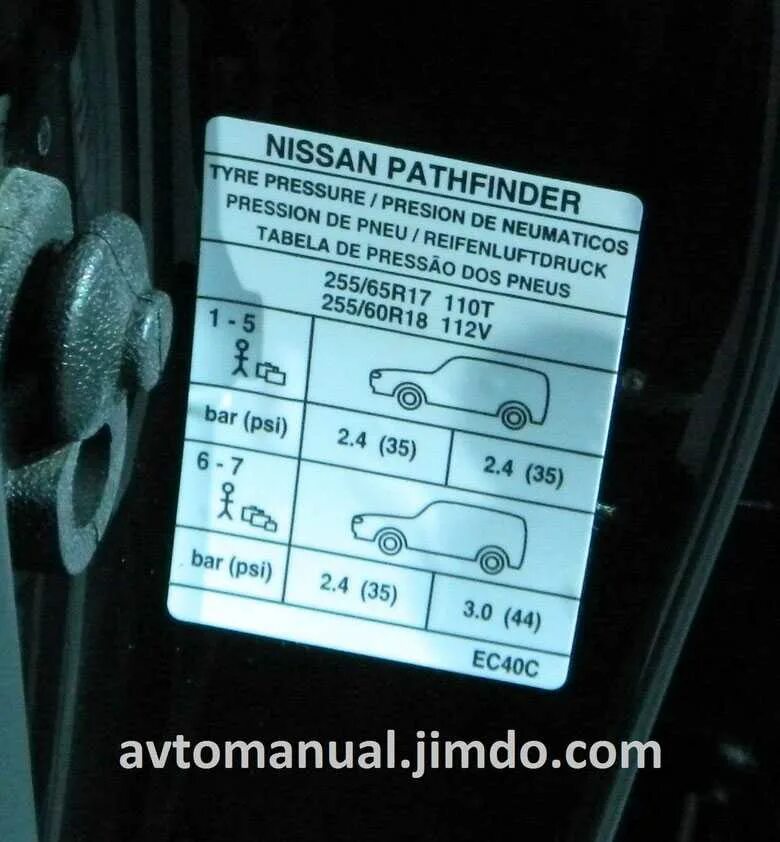 NISSAN PATHFINDER
TYRE PRESSURE / PRESION DE NEUMATICOS
PRESSION DE PNEU / REIFENLUFTDRUCK
TABELA DE PRESSÃO DOS PNEUS
255/65R17 110T
255/60R18 112V
1 - 5
bar (psi) 2.4 (35) 2.4 (35)
6 - 7
bar (psi) 2.4 (35) 3.0 (44)
EC40C
avtomanual.jimdo.com